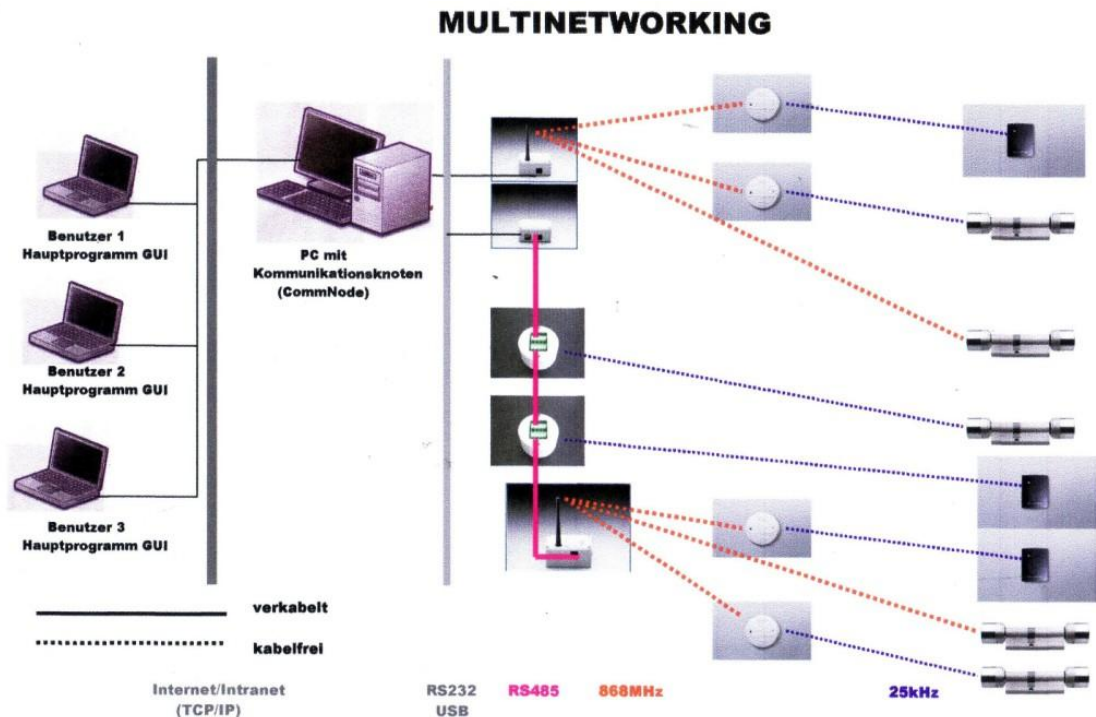 MULTINETWORKING
Benutzer 1
Hauptprogramm GUI
Benutzer 2
Hauptprogramm GUI
Benutzer 3
Hauptprogramm GUI
PC mit
Kommunikationsknoten
(CommNode)
verkabelt
kabelfrei
Internet/Intranet
(TCP/IP)
RS232
USB
RS485
868MHz
25kHz